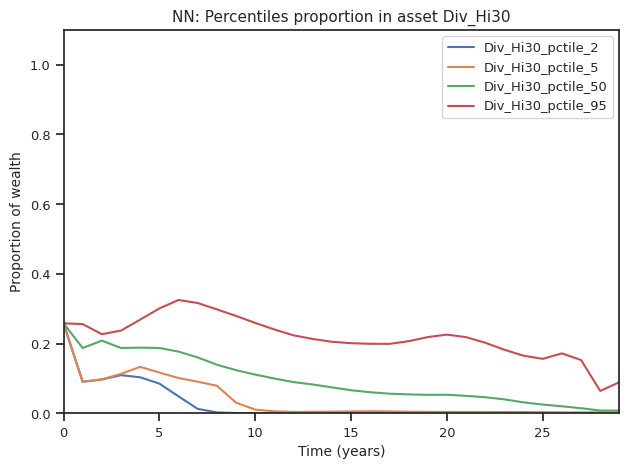 NN: Percentiles proportion in asset Div_Hi30
Div_Hi30_pctile_2
Div_Hi30_pctile_5
Div_Hi30_pctile_50
Div_Hi30_pctile_95
Proportion of wealth
1.0
0.8
0.6
0.4
0.2
0.0
0 5 10 15 20 25
Time (years)